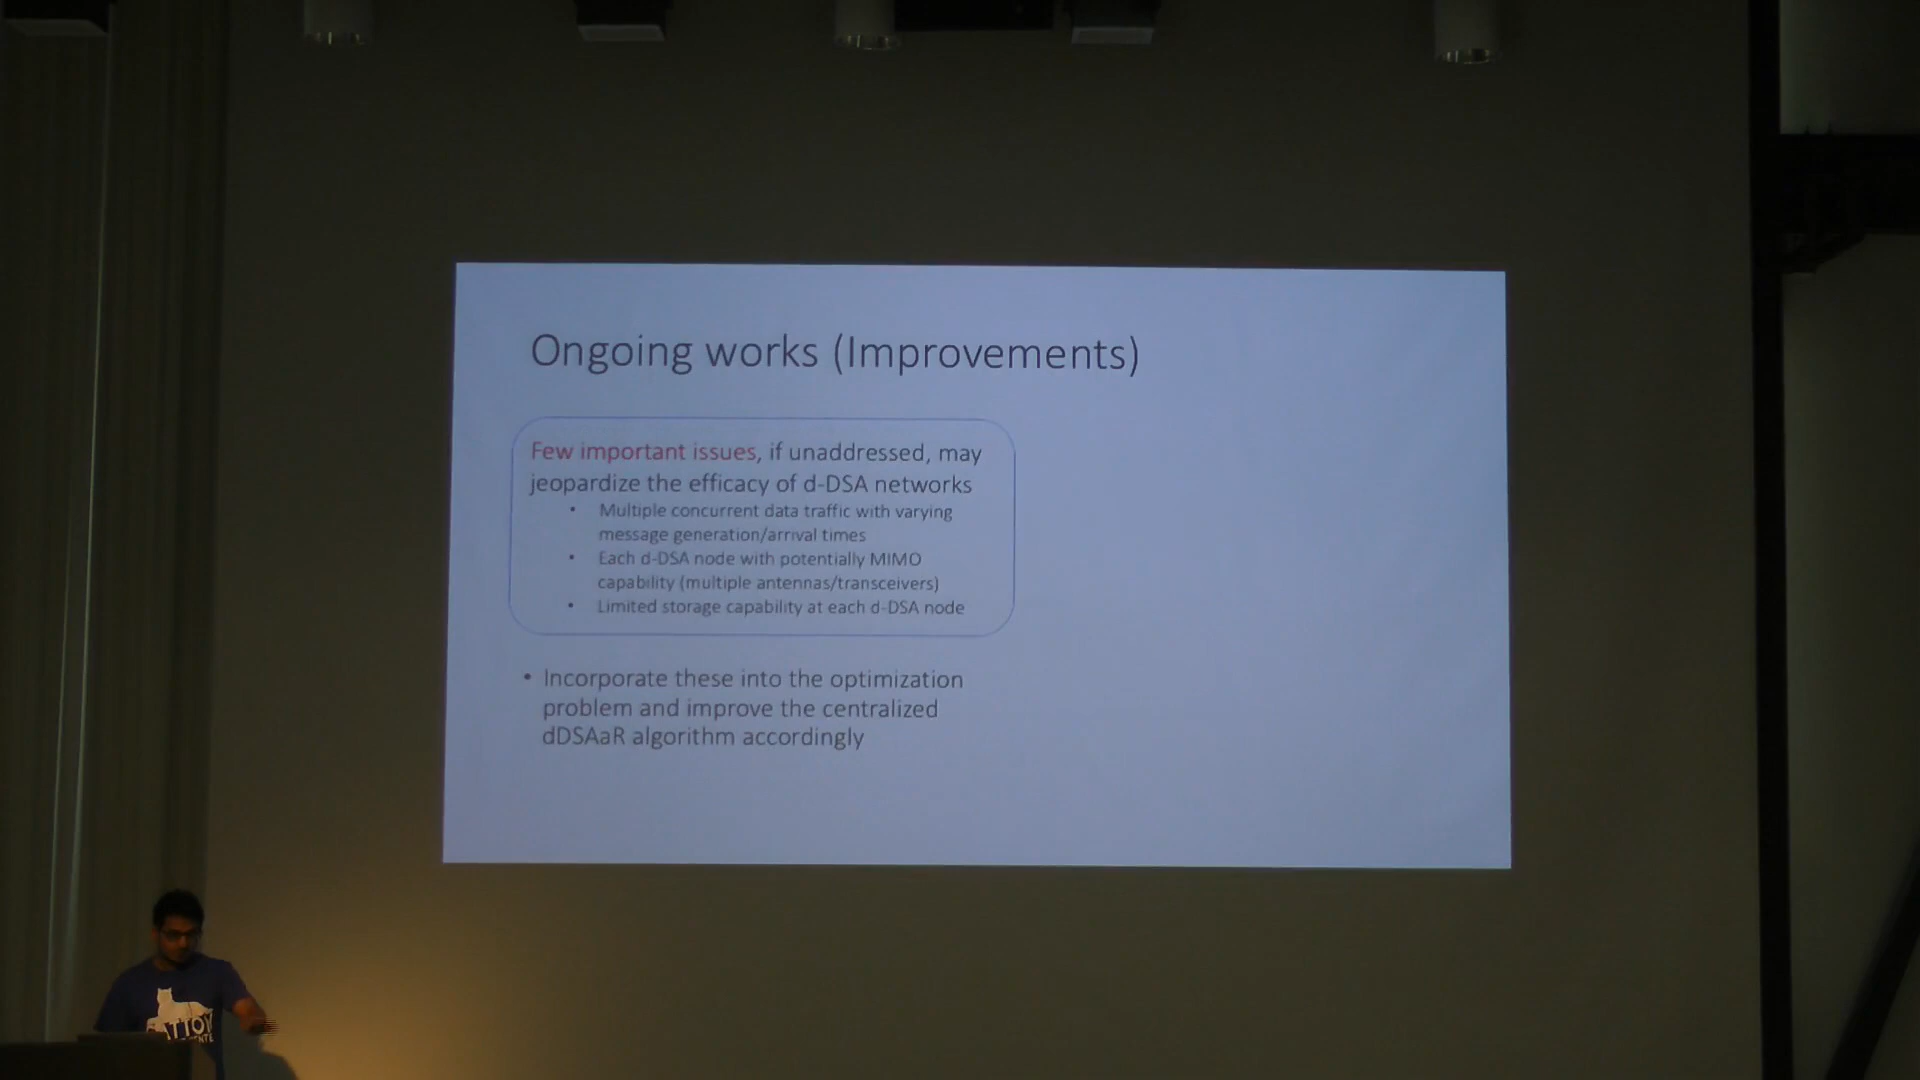 Ongoing works (Improvements)
Few important issues, if unaddressed, may
jeopardize the efficacy of d-DSA networks
• Multiple concurrent data traffic with varying
message generation/arrival times
• Each d-DSA node with potentially MIMO
capability (multiple antennas/transceivers)
• Limited storage capability at each d-DSA node
• Incorporate these into the optimization
problem and improve the centralized
dDSAaR algorithm accordingly